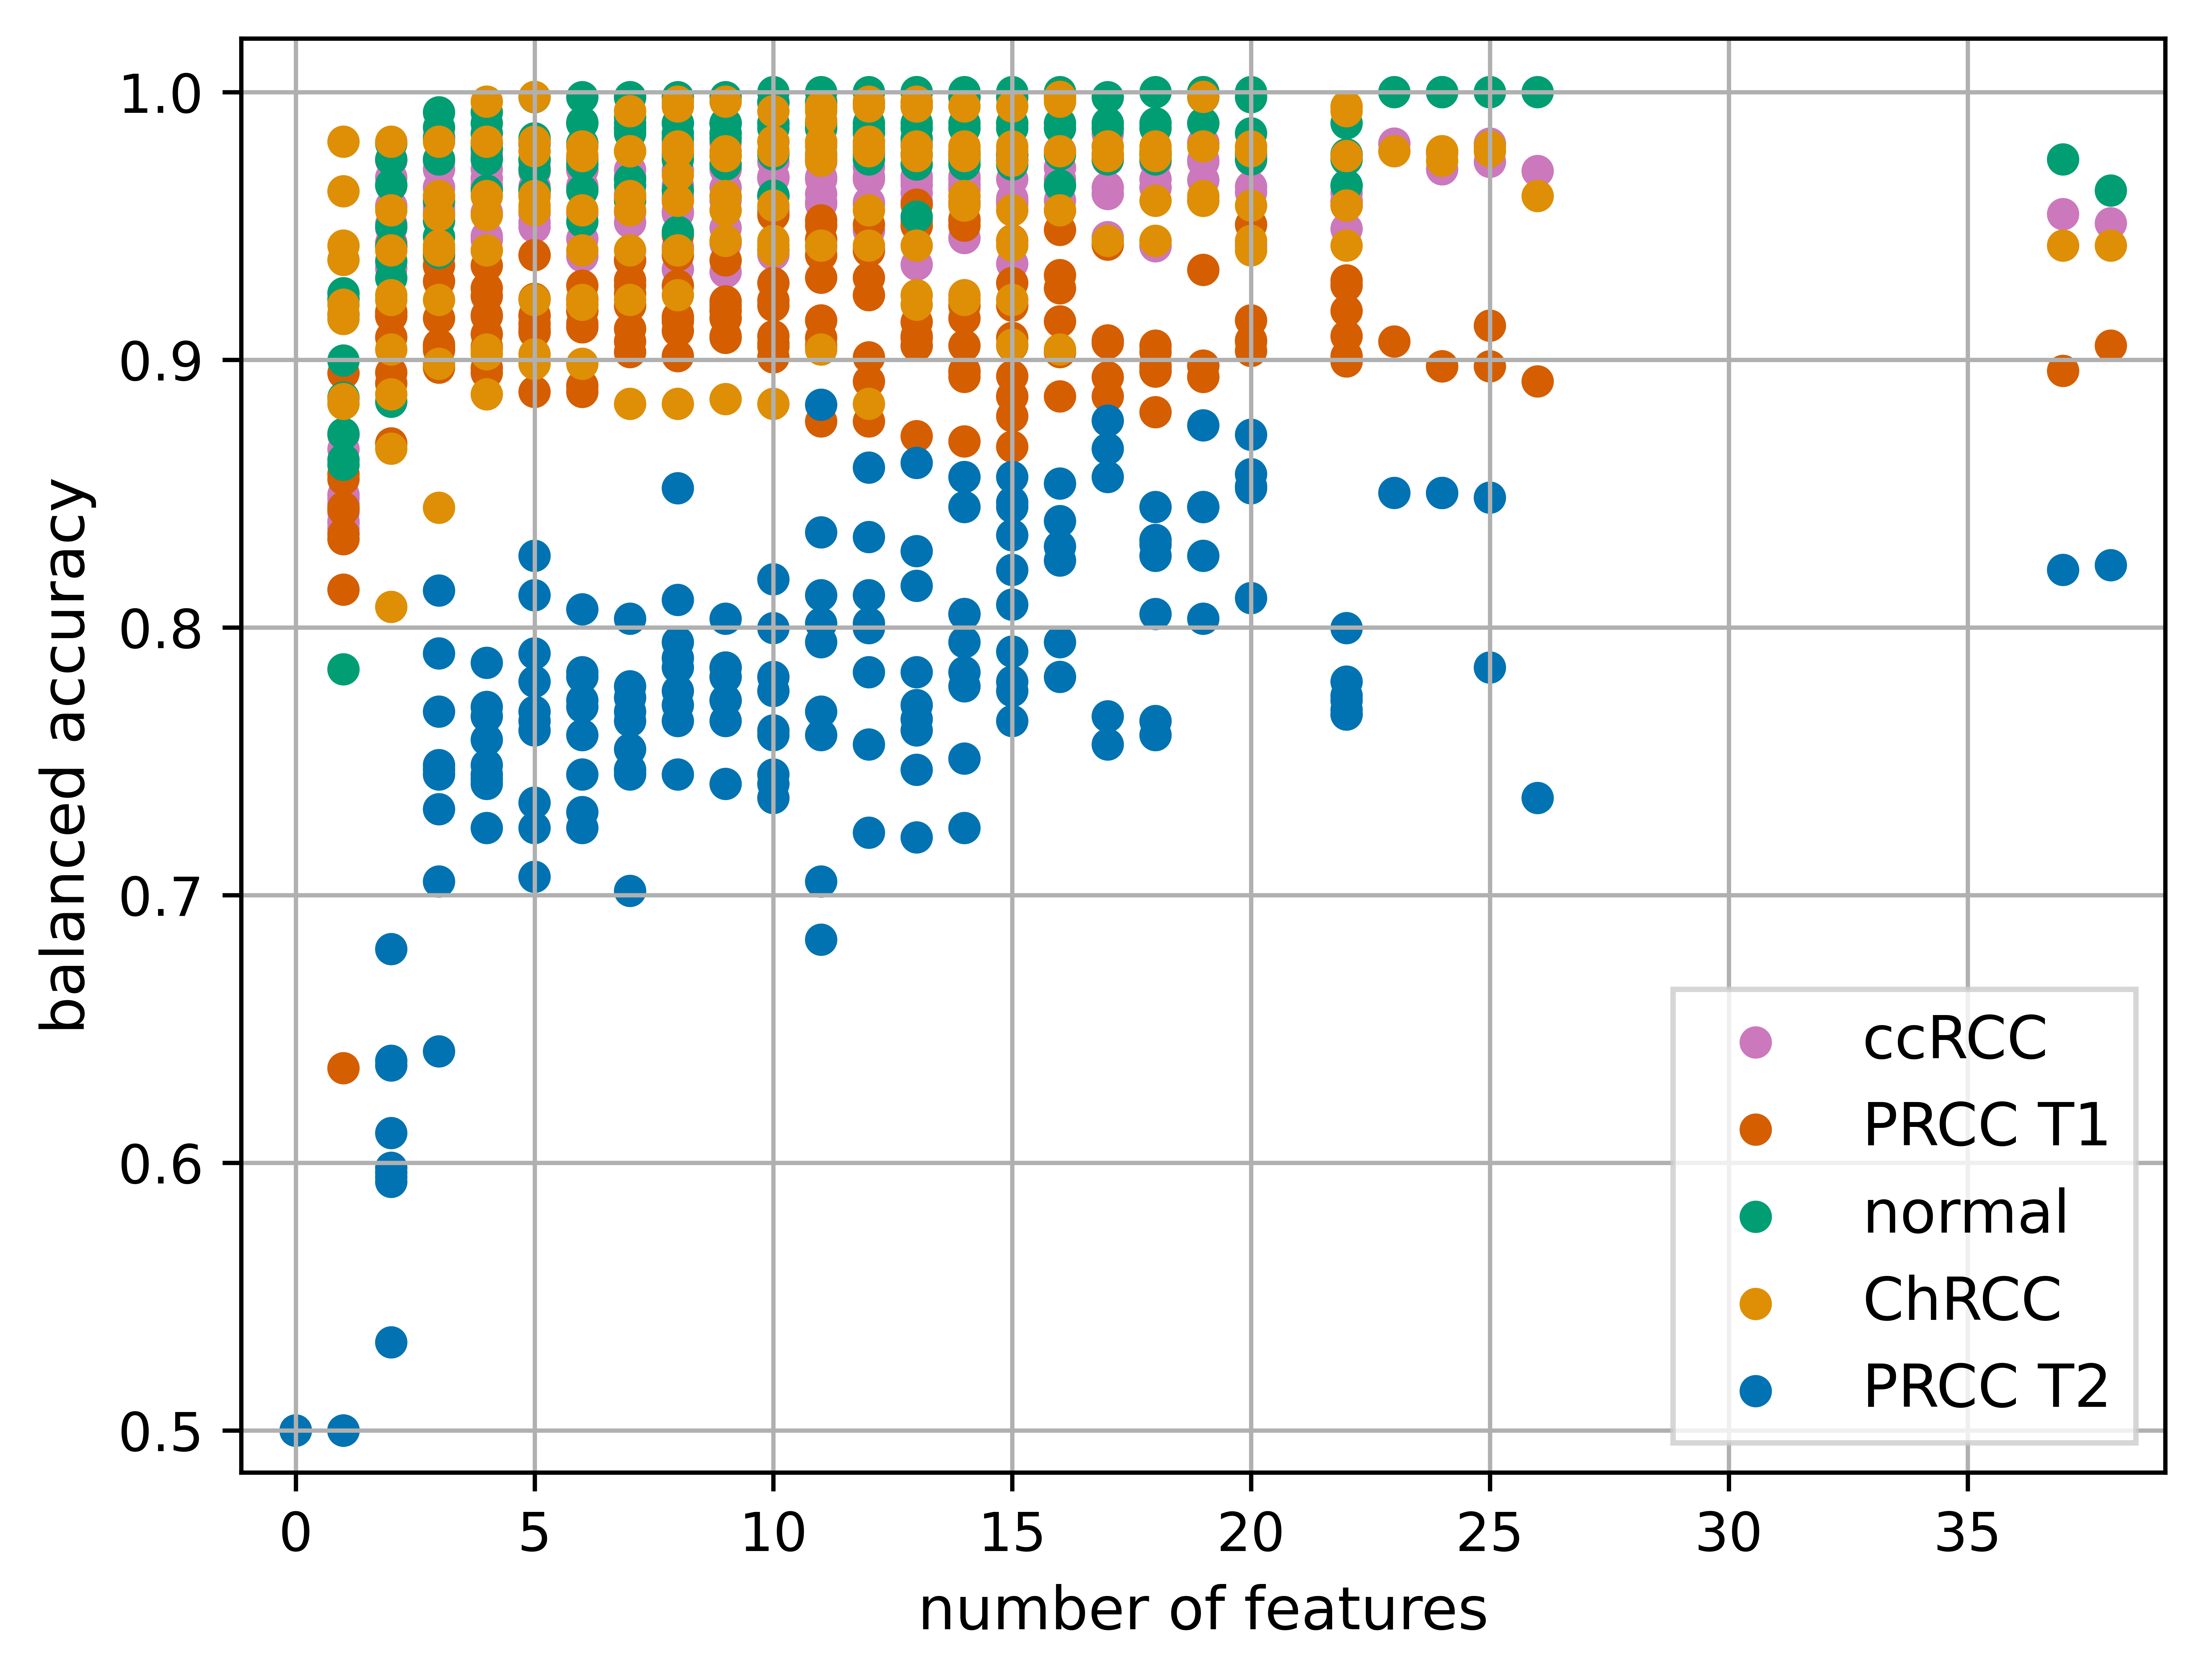 1.0
0.9
0.8
0.7
0.6
0.5
balanced accuracy
0 5 10 15 20 25 30 35
number of features
ccRCC
PRCC T1
normal
ChRCC
PRCC T2